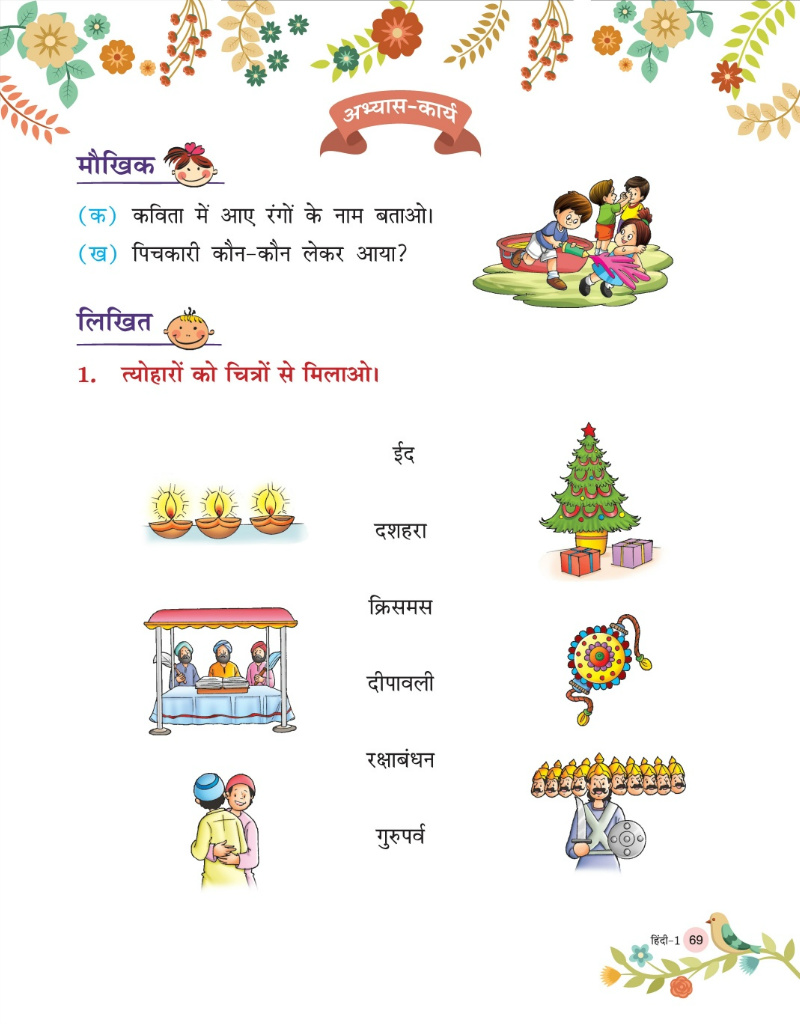 अभ्यास-कार्य
मौखिक
(क) कविता में आए रंगों के नाम बताओ।
(ख) पिचकारी कौन-कौन लेकर आया?
लिखित
1. त्योहारों को चित्रों से मिलाओ।
ईद
दशहरा
क्रिसमस
दीपावली
रक्षाबंधन
गुरुपर्व
हिंदी-1 69